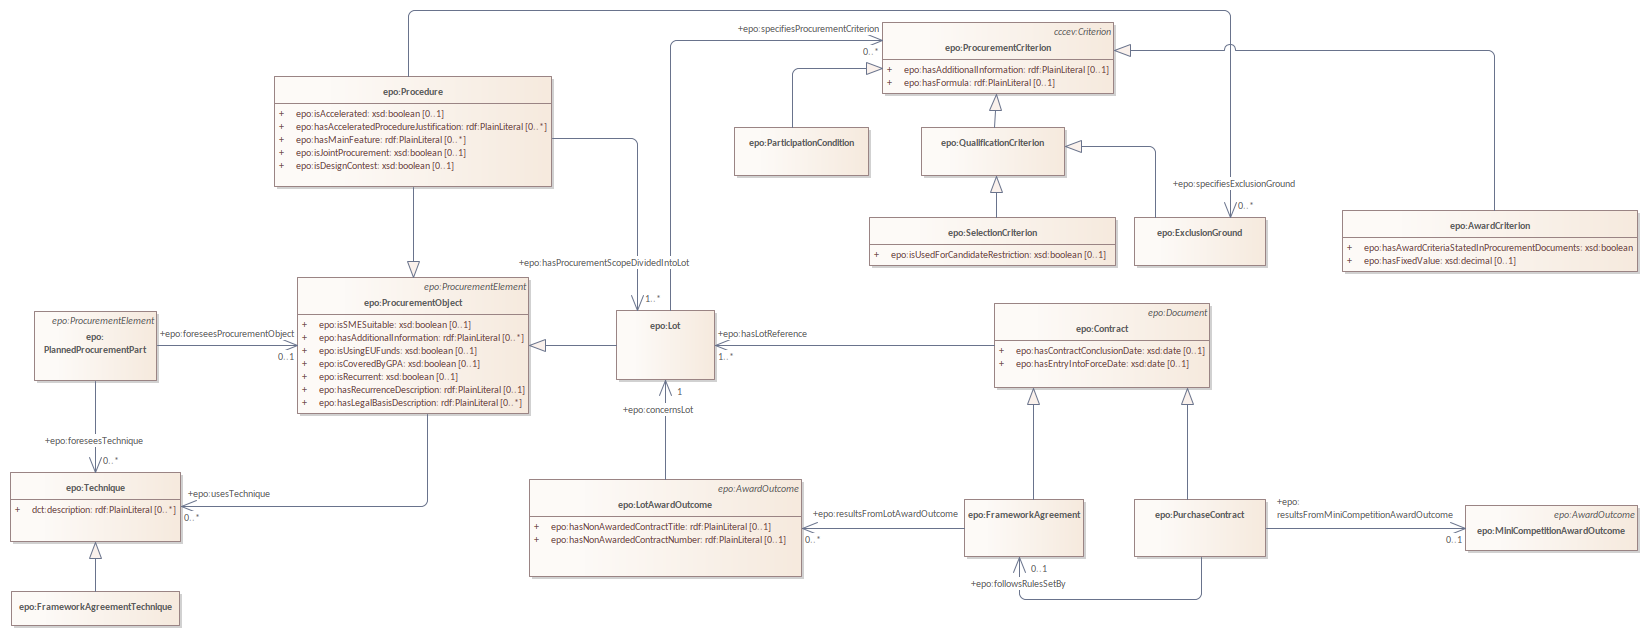 +epo:specifiesProcurementCriterion
0..*
cccev:Criterion
epo:ProcurementCriterion
+ epo:hasAdditionalInformation: rdf:PlainLiteral [0..1]
+ epo:hasFormula: rdf:PlainLiteral [0..1]
epo:Procedure
+ epo:isAccelerated: xsd:boolean [0..1]
+ epo:hasAcceleratedProcedureJustification: rdf:PlainLiteral [0..*]
+ epo:hasMainFeature: rdf:PlainLiteral [0..*]
+ epo:isJointProcurement: xsd:boolean [0..1]
+ epo:isDesignContest: xsd:boolean [0..1]
epo:ParticipationCondition
epo:QualificationCriterion
+epo:specifiesExclusionGround
0..*
epo:SelectionCriterion
+ epo:isUsedForCandidateRestriction: xsd:boolean [0..1]
epo:ExclusionGround
epo:AwardCriterion
+ epo:hasAwardCriteriaStatedInProcurementDocuments: xsd:boolean
+ epo:hasFixedValue: xsd:decimal [0..1]
+epo:hasProcurementScopeDividedIntoLot
1..*
epo:ProcurementElement
epo:ProcurementObject
+ epo:isSMESuitable: xsd:boolean [0..1]
+ epo:hasAdditionalInformation: rdf:PlainLiteral [0..*]
+ epo:isUsingEUFunds: xsd:boolean [0..1]
+ epo:isCoveredByGPA: xsd:boolean [0..1]
+ epo:isRecurrent: xsd:boolean [0..1]
+ epo:hasRecurrenceDescription: rdf:PlainLiteral [0..1]
+ epo:hasLegalBasisDescription: rdf:PlainLiteral [0..*]
epo:ProcurementElement
epo:
PlannedProcurementPart
+epo:foreseesProcurementObject
0..1
epo:Lot
+epo:hasLotReference
1..*
epo:Document
epo:Contract
+ epo:hasContractConclusionDate: xsd:date [0..1]
+ epo:hasEntryIntoForceDate: xsd:date [0..1]
1
+epo:concernsLot
+epo:foreseesTechnique
0..*
epo:Technique
+ dct:description: rdf:PlainLiteral [0..*]
+epo:usesTechnique
0..*
epo:AwardOutcome
epo:LotAwardOutcome
+ epo:hasNonAwardedContractTitle: rdf:PlainLiteral [0..1]
+ epo:hasNonAwardedContractNumber: rdf:PlainLiteral [0..1]
+epo:resultsFromLotAwardOutcome
0..*
epo:FrameworkAgreement
epo:PurchaseContract
+epo:
resultsFromMiniCompetitionAwardOutcome
0..1
epo:AwardOutcome
epo:MiniCompetitionAwardOutcome
0..1
+epo:followsRulesSetBy
epo:FrameworkAgreementTechnique